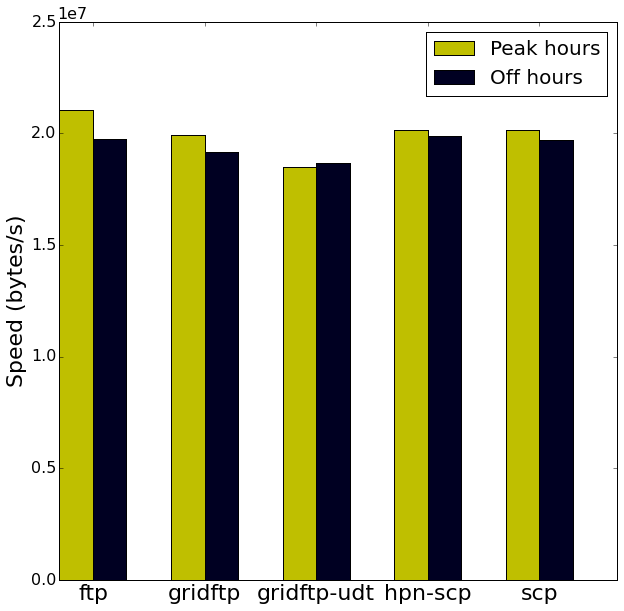 1e7
2.5
Peak hours
Off hours
2.0
1.5
1.0
0.5
0.0
Speed (bytes/s)
ftp gridftp gridftp-udt hpn-scp scp